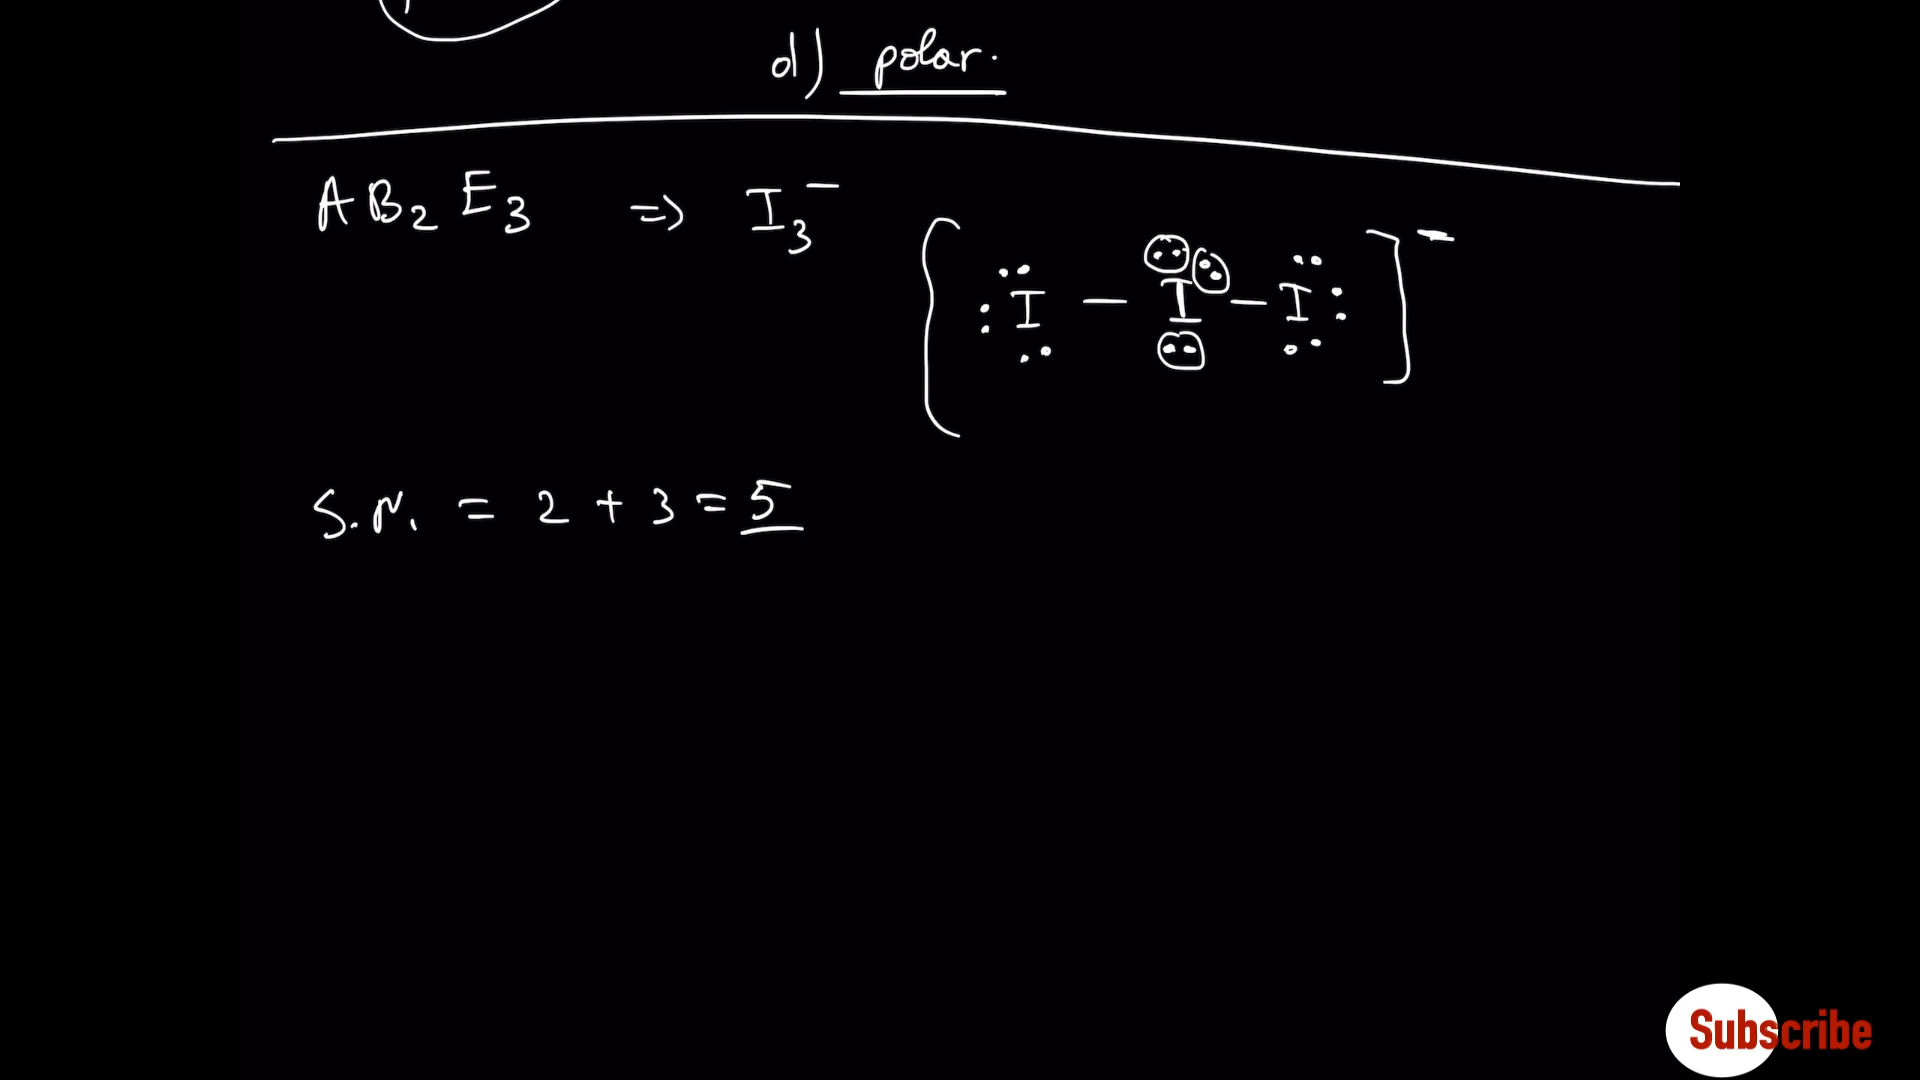 d) polar.
AB₂E₃ => I₃⁻
[:I — I — I:]⁻
S.N. = 2 + 3 = 5
Subscribe